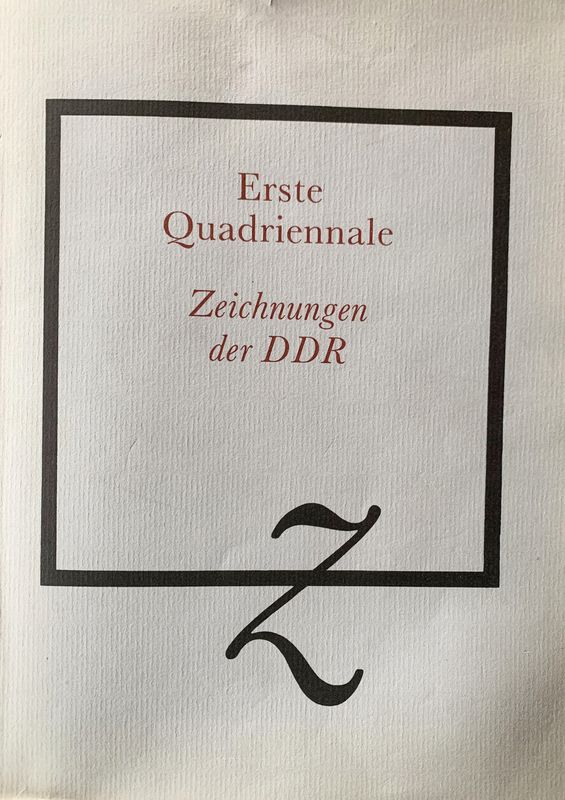 Erste
Quadriennale
Zeichnungen
der DDR
Z